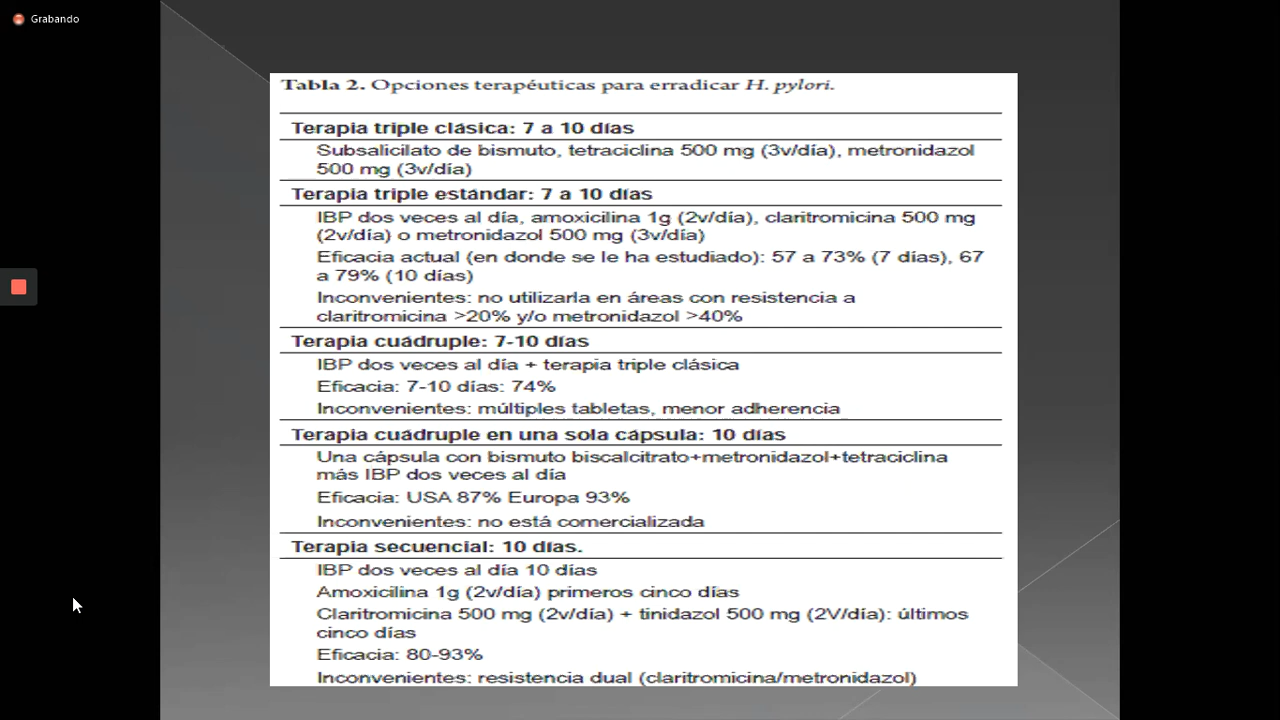 Grabando
Tabla 2. Opciones terapéuticas para erradicar H. pylori.
Terapia triple clásica: 7 a 10 días
Subsalicilato de bismuto, tetraciclina 500 mg (3v/día), metronidazol
500 mg (3v/día)
Terapia triple estándar: 7 a 10 días
IBP dos veces al día, amoxicilina 1g (2v/día), claritromicina 500 mg
(2v/día) o metronidazol 500 mg (3v/día)
Eficacia actual (en donde se le ha estudiado): 57 a 73% (7 días), 67
a 79% (10 días)
Inconvenientes: no utilizarla en áreas con resistencia a
claritromicina >20% y/o metronidazol >40%
Terapia cuádruple: 7-10 días
IBP dos veces al día + terapia triple clásica
Eficacia: 7-10 días: 74%
Inconvenientes: múltiples tabletas, menor adherencia
Terapia cuádruple en una sola cápsula: 10 días
Una cápsula con bismuto biscalcitrato+metronidazol+tetraciclina
más IBP dos veces al día
Eficacia: USA 87% Europa 93%
Inconvenientes: no está comercializada
Terapia secuencial: 10 días.
IBP dos veces al día 10 días
Amoxicilina 1g (2v/día) primeros cinco días
Claritromicina 500 mg (2v/día) + tinidazol 500 mg (2V/día): últimos
cinco días
Eficacia: 80-93%
Inconvenientes: resistencia dual (claritromicina/metronidazol)